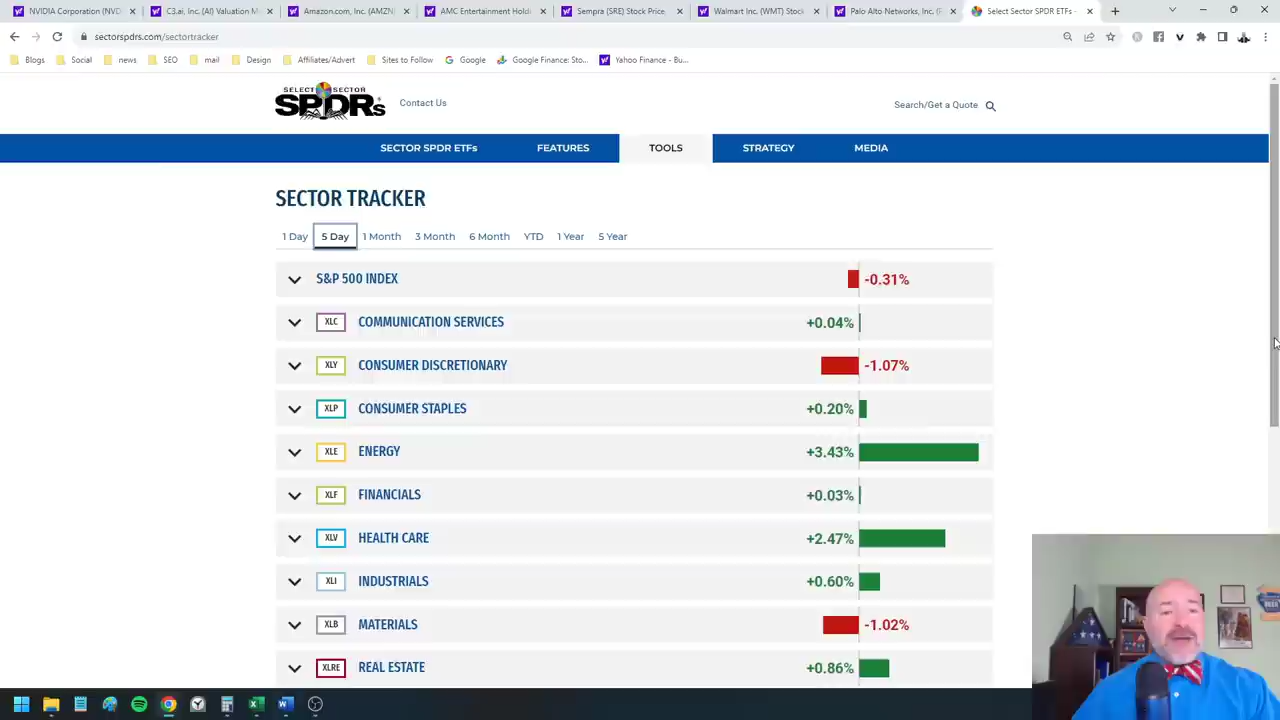 NVIDIA Corporation (NVD
C3.ai, Inc. (AI) Valuation M
Amazon.com, Inc. (AMZN)
AMC Entertainment Hold
Sempra (SRE) Stock Price,
Walmart Inc. (WMT) Stock
Palo Alto Networks, Inc. (
Select Sector SPDR ETFs -
sectorspdrs.com/sectortracker
Blogs
Social
news
SEO
mail
Design
Affiliates/Advert
Sites to Follow
Google
Google Finance: Sto...
Yahoo Finance - Bu...
SELECT SECTOR
SPDRs
Contact Us
Search/Get a Quote
SECTOR SPDR ETFs
FEATURES
TOOLS
STRATEGY
MEDIA
SECTOR TRACKER
1 Day
5 Day
1 Month
3 Month
6 Month
YTD
1 Year
5 Year
S&P 500 INDEX -0.31%
XLC COMMUNICATION SERVICES +0.04%
XLY CONSUMER DISCRETIONARY -1.07%
XLP CONSUMER STAPLES +0.20%
XLE ENERGY +3.43%
XLF FINANCIALS +0.03%
XLV HEALTH CARE +2.47%
XLI INDUSTRIALS +0.60%
XLB MATERIALS -1.02%
XLRE REAL ESTATE +0.86%